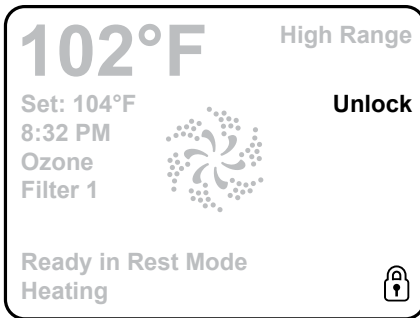 102°F
High Range
Set: 104°F
Unlock
8:32 PM
Ozone
Filter 1
Ready in Rest Mode
Heating